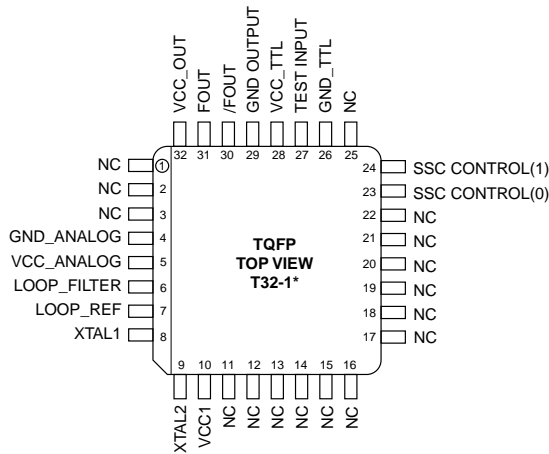 VCC_OUT
FOUT
/FOUT
GND OUTPUT
VCC_TTL
TEST INPUT
GND_TTL
NC
32 31 30 29 28 27 26 25
NC 1
NC 2
NC 3
GND_ANALOG 4
VCC_ANALOG 5
LOOP_FILTER 6
LOOP_REF 7
XTAL1 8
TQFP
TOP VIEW
T32-1*
24 SSC CONTROL(1)
23 SSC CONTROL(0)
22 NC
21 NC
20 NC
19 NC
18 NC
17 NC
9 10 11 12 13 14 15 16
XTAL2
VCC1
NC
NC
NC
NC
NC
NC